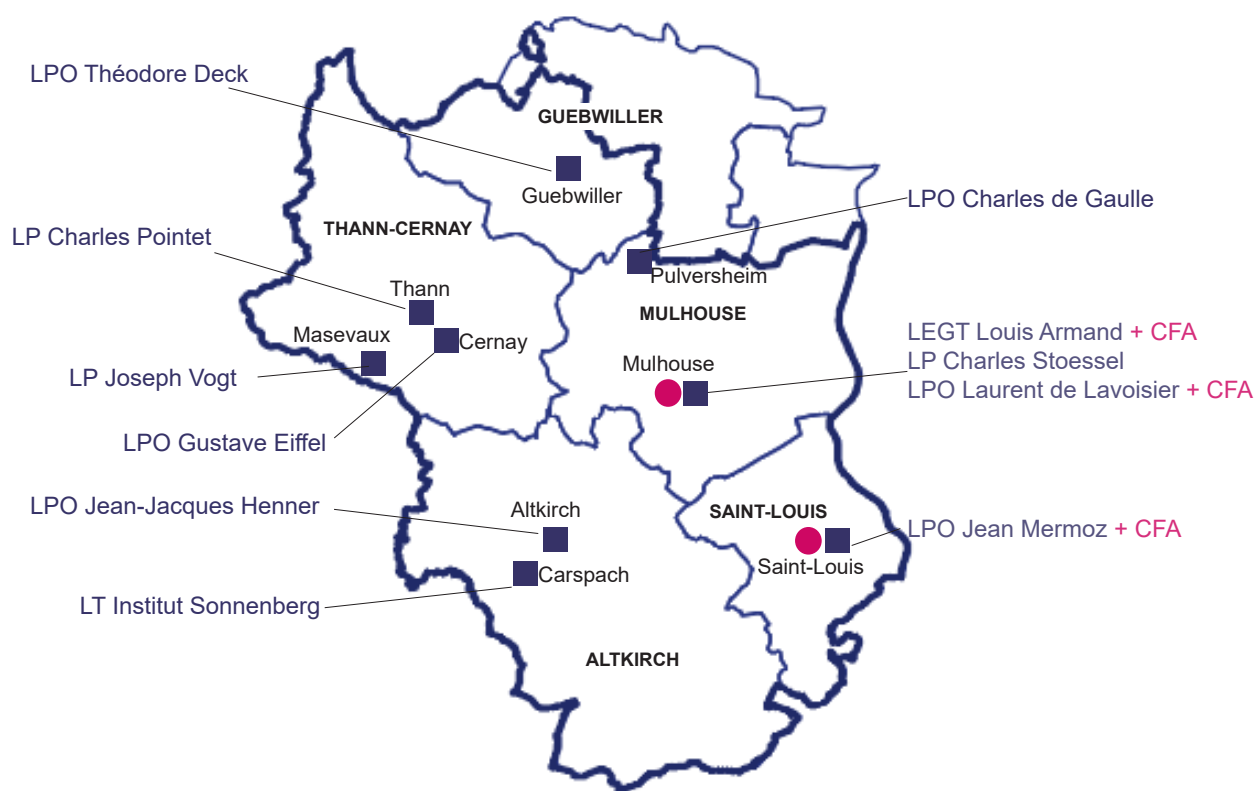 LPO Théodore Deck
GUEBWILLER
Guebwiller
LPO Charles de Gaulle
THANN-CERNAY
LP Charles Pointet
Pulversheim
Thann
MULHOUSE
Masevaux
Cernay
LEGT Louis Armand + CFA
LP Charles Stoessel
LPO Laurent de Lavoisier + CFA
Mulhouse
LP Joseph Vogt
LPO Gustave Eiffel
LPO Jean-Jacques Henner
Altkirch
SAINT-LOUIS
LPO Jean Mermoz + CFA
Saint-Louis
Carspach
LT Institut Sonnenberg
ALTKIRCH